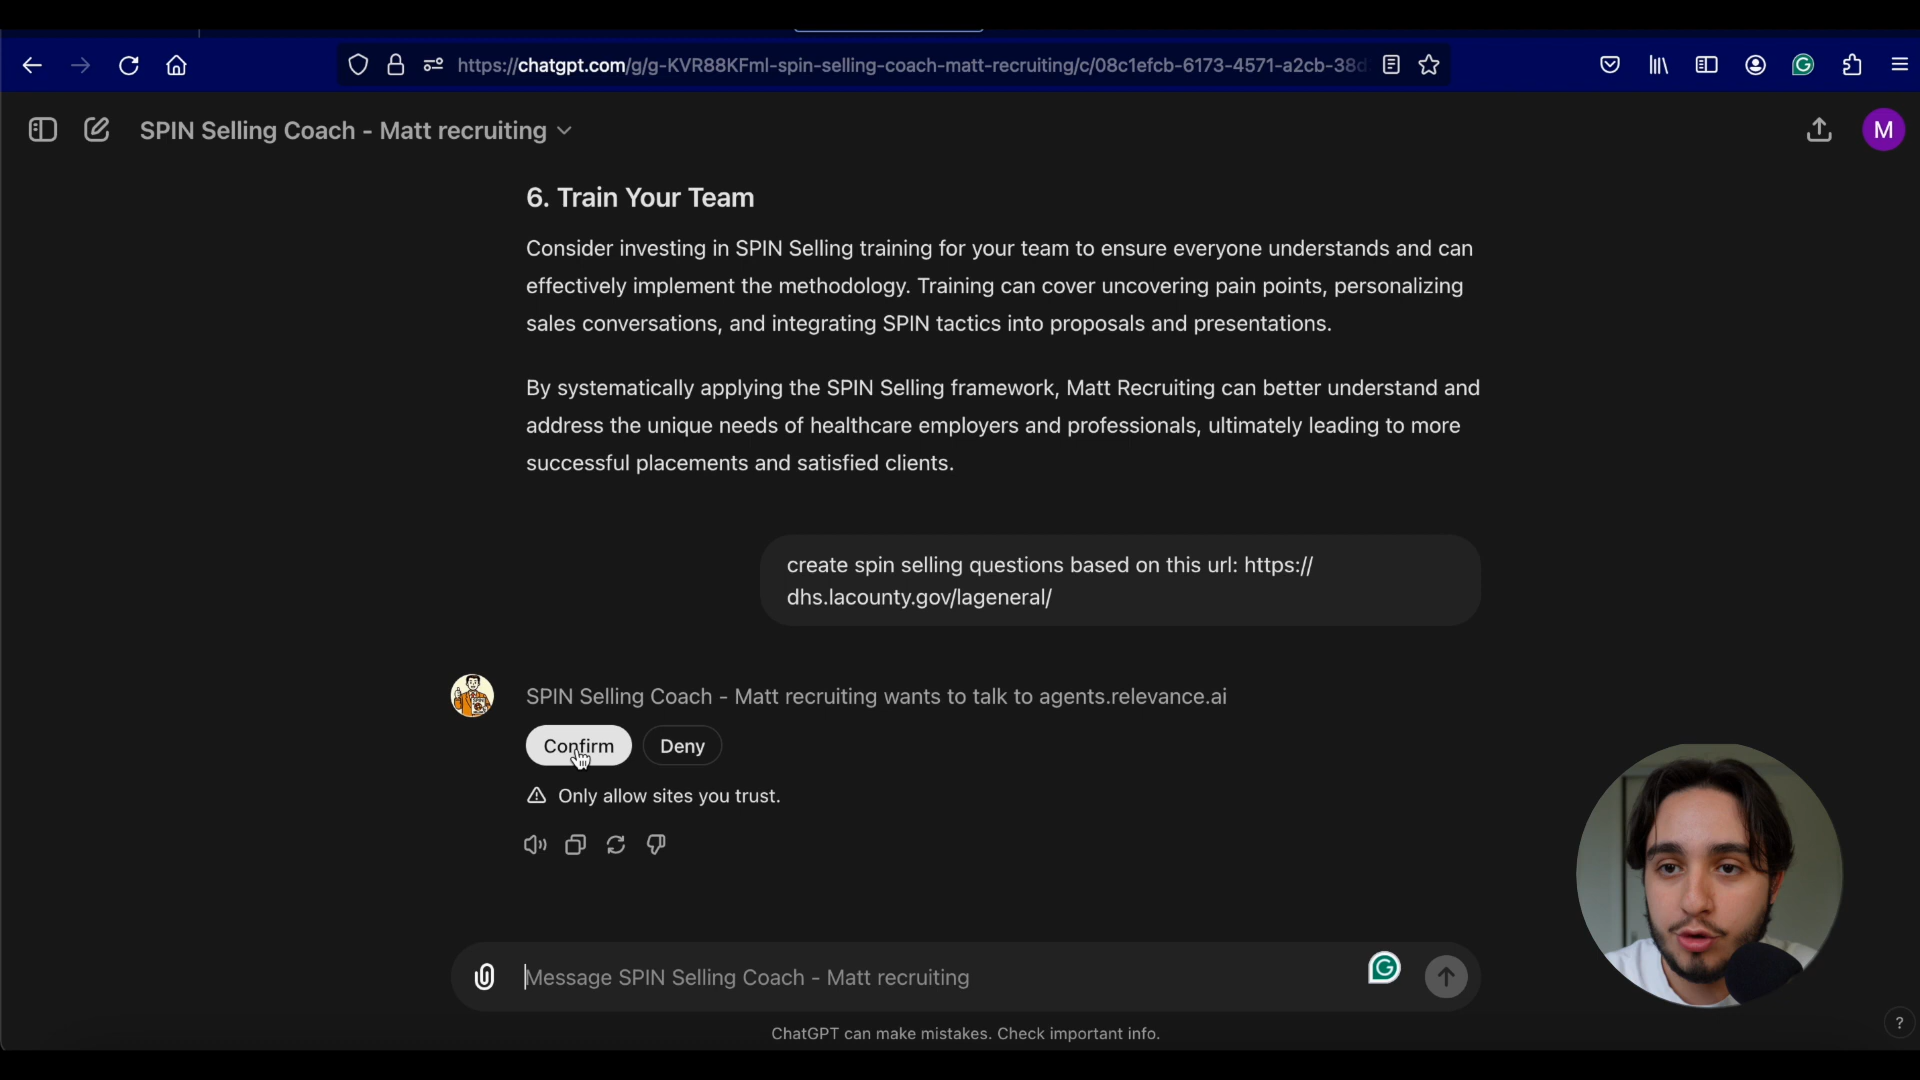 https://chatgpt.com/g/g-KVR88KFml-spin-selling-coach-matt-recruiting/c/08c1efcb-6173-4571-a2cb-38d
SPIN Selling Coach - Matt recruiting
M
6. Train Your Team
Consider investing in SPIN Selling training for your team to ensure everyone understands and can
effectively implement the methodology. Training can cover uncovering pain points, personalizing
sales conversations, and integrating SPIN tactics into proposals and presentations.
By systematically applying the SPIN Selling framework, Matt Recruiting can better understand and
address the unique needs of healthcare employers and professionals, ultimately leading to more
successful placements and satisfied clients.
create spin selling questions based on this url: https://
dhs.lacounty.gov/lageneral/
SPIN Selling Coach - Matt recruiting wants to talk to agents.relevance.ai
Confirm Deny
Only allow sites you trust.
Message SPIN Selling Coach - Matt recruiting
ChatGPT can make mistakes. Check important info.
?